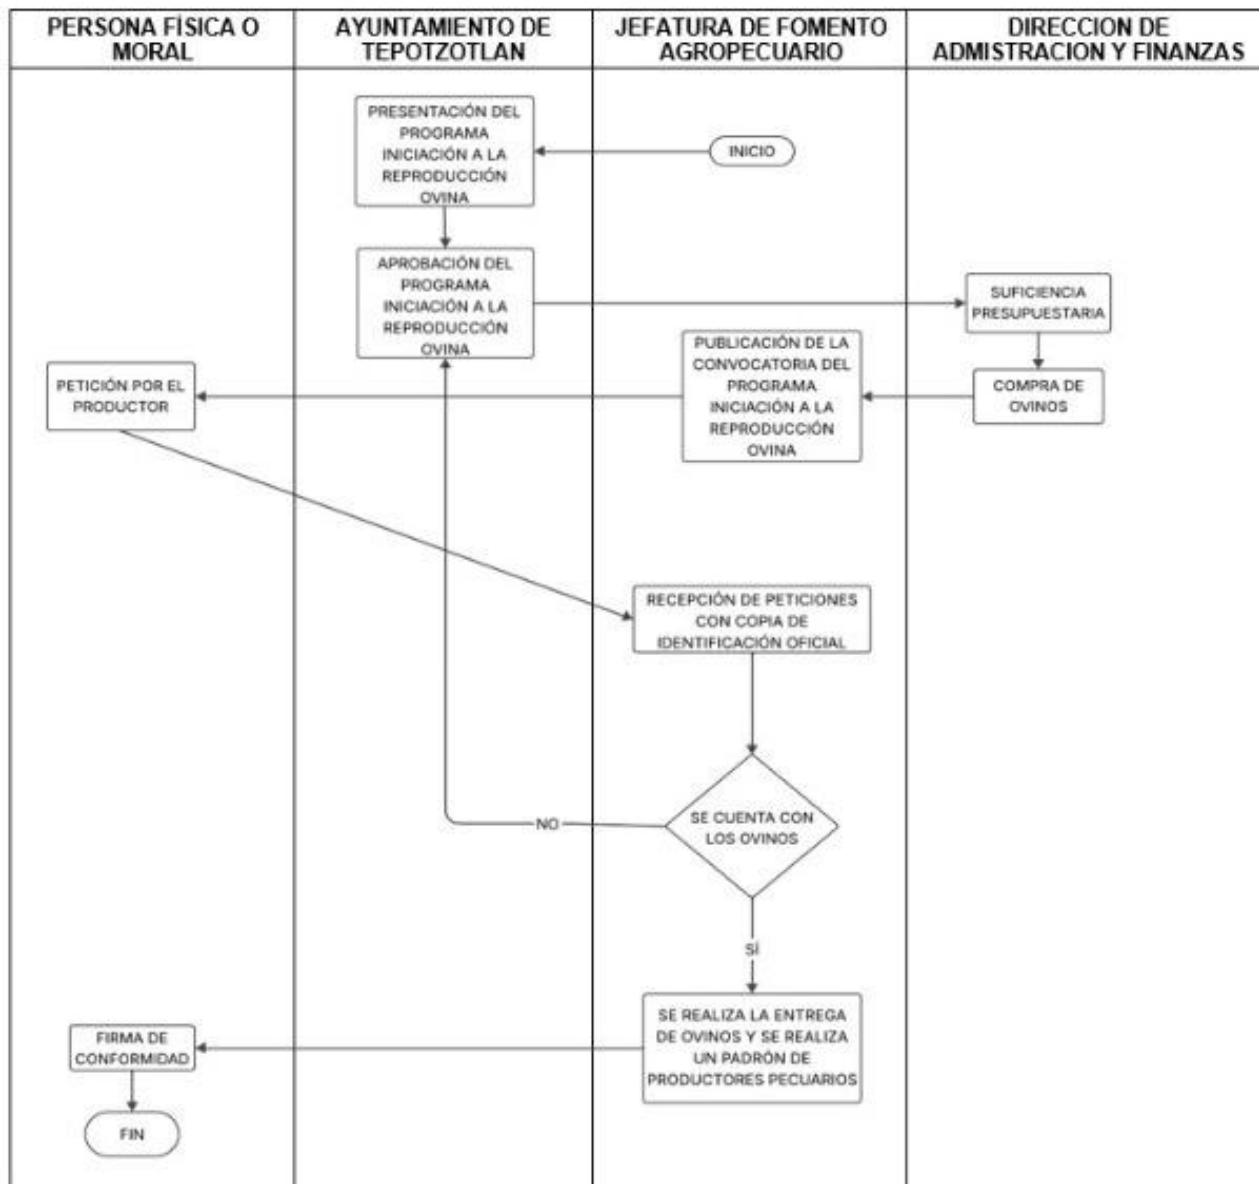 PERSONA FÍSICA O
MORAL
AYUNTAMIENTO DE
TEPOTZOTLAN
JEFATURA DE FOMENTO
AGROPECUARIO
DIRECCION DE
ADMISTRACION Y FINANZAS
INICIO
PRESENTACIÓN DEL
PROGRAMA
INICIACIÓN A LA
REPRODUCCIÓN
OVINA
APROBACIÓN DEL
PROGRAMA
INICIACIÓN A LA
REPRODUCCIÓN
OVINA
SUFICIENCIA
PRESUPUESTARIA
COMPRA DE
OVINOS
PUBLICACIÓN DE LA
CONVOCATORIA DEL
PROGRAMA
INICIACIÓN A LA
REPRODUCCIÓN
OVINA
PETICIÓN POR EL
PRODUCTOR
RECEPCIÓN DE PETICIONES
CON COPIA DE
IDENTIFICACIÓN OFICIAL
SE CUENTA CON
LOS OVINOS
NO
SÍ
SE REALIZA LA ENTREGA
DE OVINOS Y SE REALIZA
UN PADRÓN DE
PRODUCTORES PECUARIOS
FIRMA DE
CONFORMIDAD
FIN